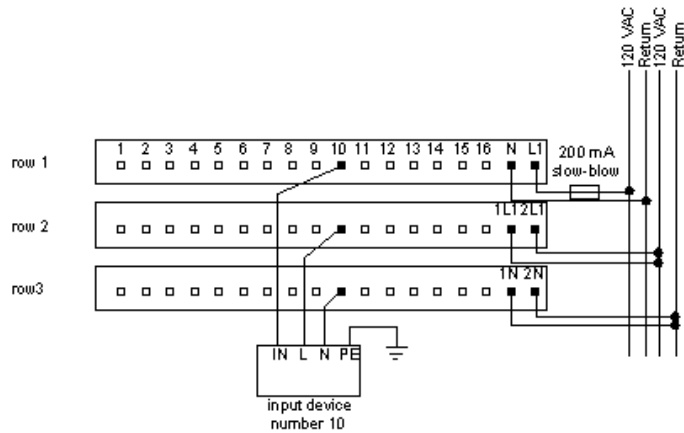 120 VAC
Return
120 VAC
Return
1 2 3 4 5 6 7 8 9 10 11 12 13 14 15 16 N L1
row 1
200 mA
slow-blow
1L1 2L1
row 2
1N 2N
row3
IN L N PE
input device
number 10